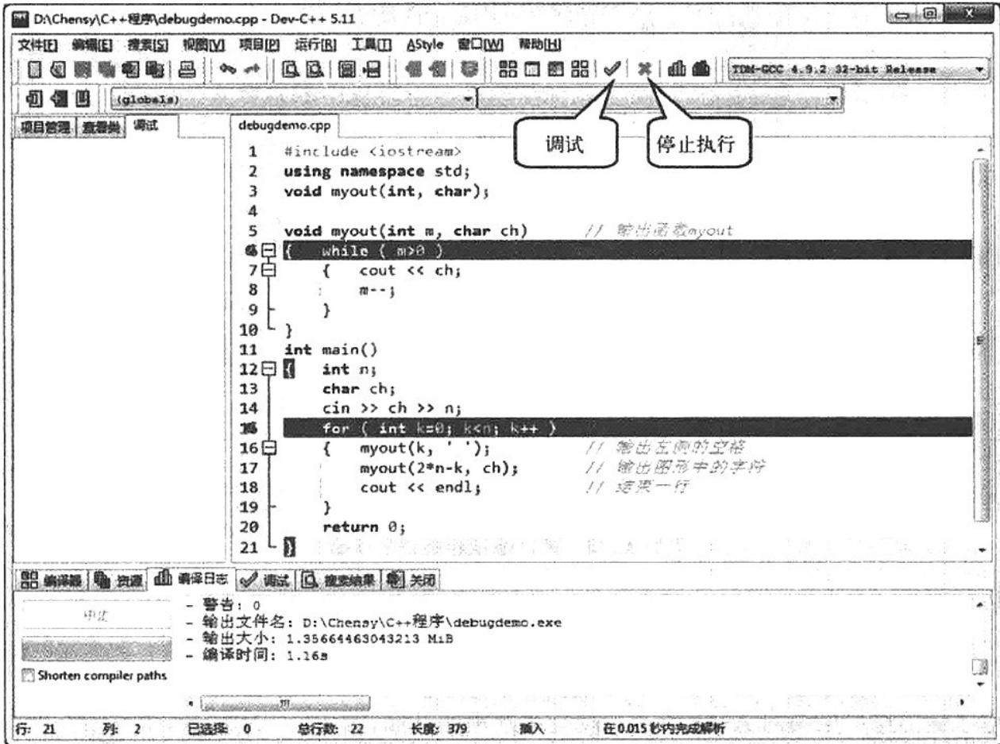 D:\Chensy\C++程序\debugdemo.cpp - Dev-C++ 5.11
文件[F] 编辑[E] 搜索[S] 视图[V] 项目[P] 运行[R] 工具[T] AStyle 窗口[W] 帮助[H]
TDM-GCC 4.9.2 32-bit Release
(globals)
项目管理 查看类 调试
debugdemo.cpp
调试
停止执行
1 #include <iostream>
2 using namespace std;
3 void myout(int, char);
4
5 void myout(int m, char ch) // 输出函数myout
6 { while ( m>0 )
7 { cout << ch;
8 m--;
9 }
10 }
11 int main()
12 { int n;
13 char ch;
14 cin >> ch >> n;
15 for ( int k=0; k<n; k++ )
16 { myout(k, ' '); // 输出左侧的空格
17 myout(2*n-k, ch); // 输出图形中的字符
18 cout << endl; // 结束一行
19 }
20 return 0;
21 }
编译器 资源 编译日志 调试 搜索结果 关闭
中止
Shorten compiler paths
- 警告: 0
- 输出文件名: D:\Chensy\C++程序\debugdemo.exe
- 输出大小: 1.35664463043213 MiB
- 编译时间: 1.16s
行: 21 列: 2 已选择: 0 总行数: 22 长度: 379 插入 在 0.015 秒内完成解析